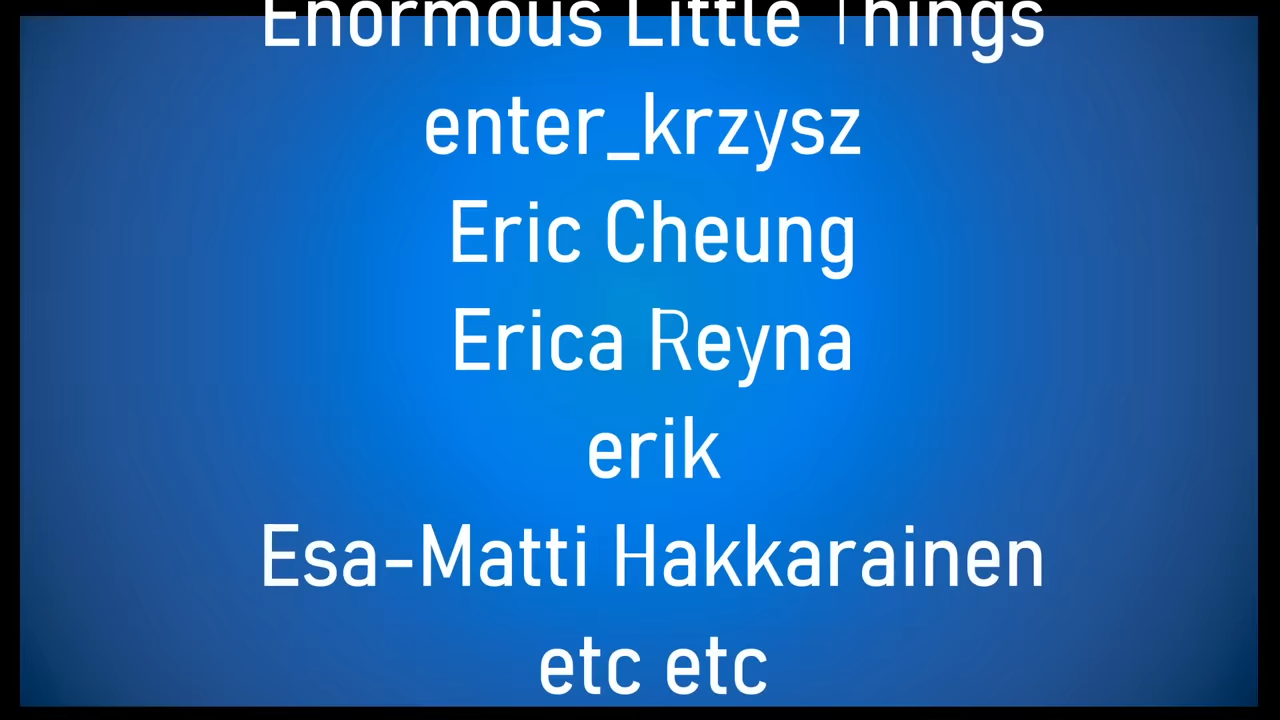 Enormous Little Things
enter_krzysz
Eric Cheung
Erica Reyna
erik
Esa-Matti Hakkarainen
etc etc